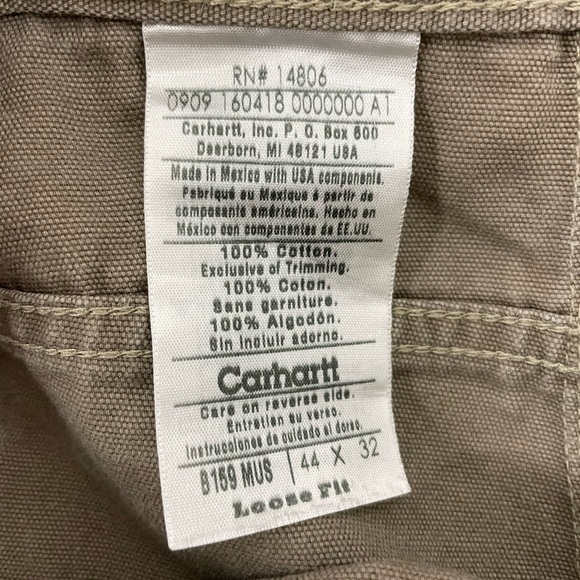 RN# 14806
0909 160418 0000000 A1
Carhartt, Inc. P. O. Box 600
Dearborn, MI 48121 USA
Made in Mexico with USA components.
Fabriqué au Mexique à partir de
composants américains. Hecho en
México con componentes de EE.UU.
100% Cotton.
Exclusive of Trimming.
100% Coton.
Sans garniture.
100% Algodón.
Sin incluir adorno.
Carhartt
Care on reverse side.
Entretien au verso.
Instrucciones de cuidado al dorso.
B159 MUS 44 X 32
Loose Fit